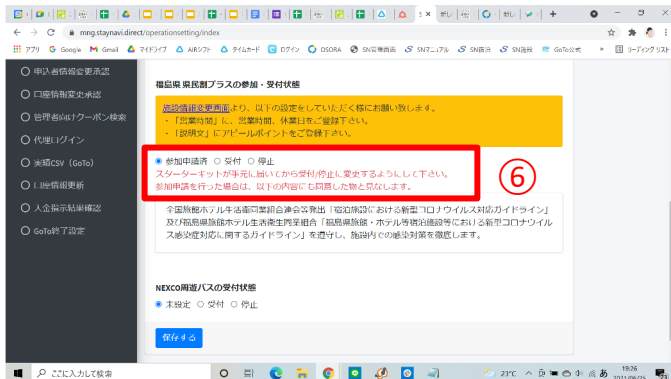 mng.staynavi.direct/operationsetting/index
アプリ
Google
Gmail
マイドライブ
AIRシフト
タイムカード
ログイン
OSORA
SN管理画面
SNマニュアル
SN宿泊
SN施設
GoTo公式
リーディングリスト
申込者情報変更承認
口座情報変更承認
管理者向けクーポン検索
代理ログイン
実績CSV（GoTo）
口座情報更新
入金指示結果確認
GoTo終了設定
福島県 県民割プラスの参加・受付状態
施設情報変更画面より、以下の設定をしていただく様にお願い致します。
・「営業時間」に、営業時間、休業日をご登録下さい。
・「説明文」にアピールポイントをご登録下さい。
参加申請済 受付 停止
スターターキットが手元に届いてから受付/停止に変更するようにして下さい。
参加申請を行った場合は、以下の内容にも同意した物と見なします。
⑥
全国旅館ホテル生活衛生同業組合連合会等発出「宿泊施設における新型コロナウイルス対応ガイドライン」
及び福島県旅館ホテル生活衛生同業組合「福島県旅館・ホテル等宿泊施設等における新型コロナウイル
ス感染症対応に関するガイドライン」を遵守し、施設内での感染対策を徹底します。
NEXCO周遊パスの受付状態
未設定 受付 停止
保存する
ここに入力して検索
23°C
あ
19:26
2021/06/25